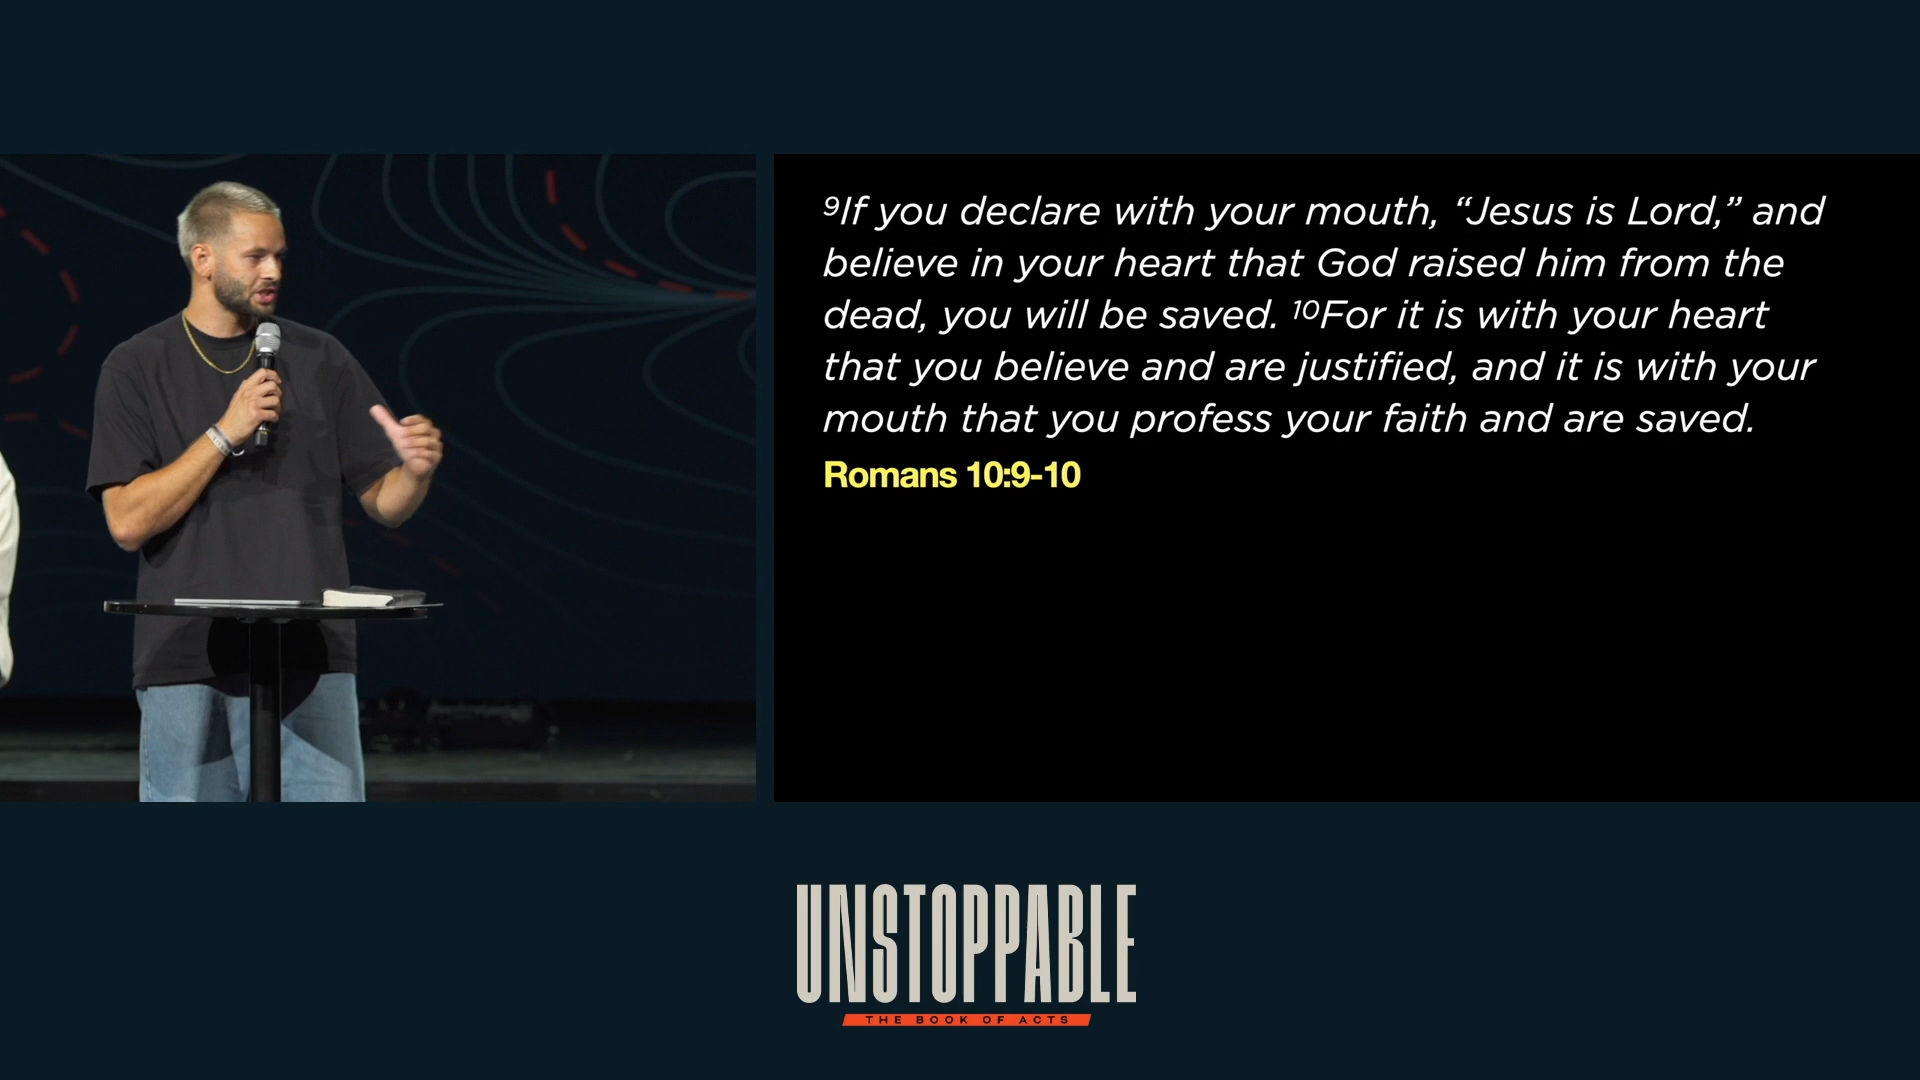 ⁹If you declare with your mouth, “Jesus is Lord,” and
believe in your heart that God raised him from the
dead, you will be saved. ¹⁰For it is with your heart
that you believe and are justified, and it is with your
mouth that you profess your faith and are saved.
Romans 10:9-10
UNSTOPPABLE
THE BOOK OF ACTS